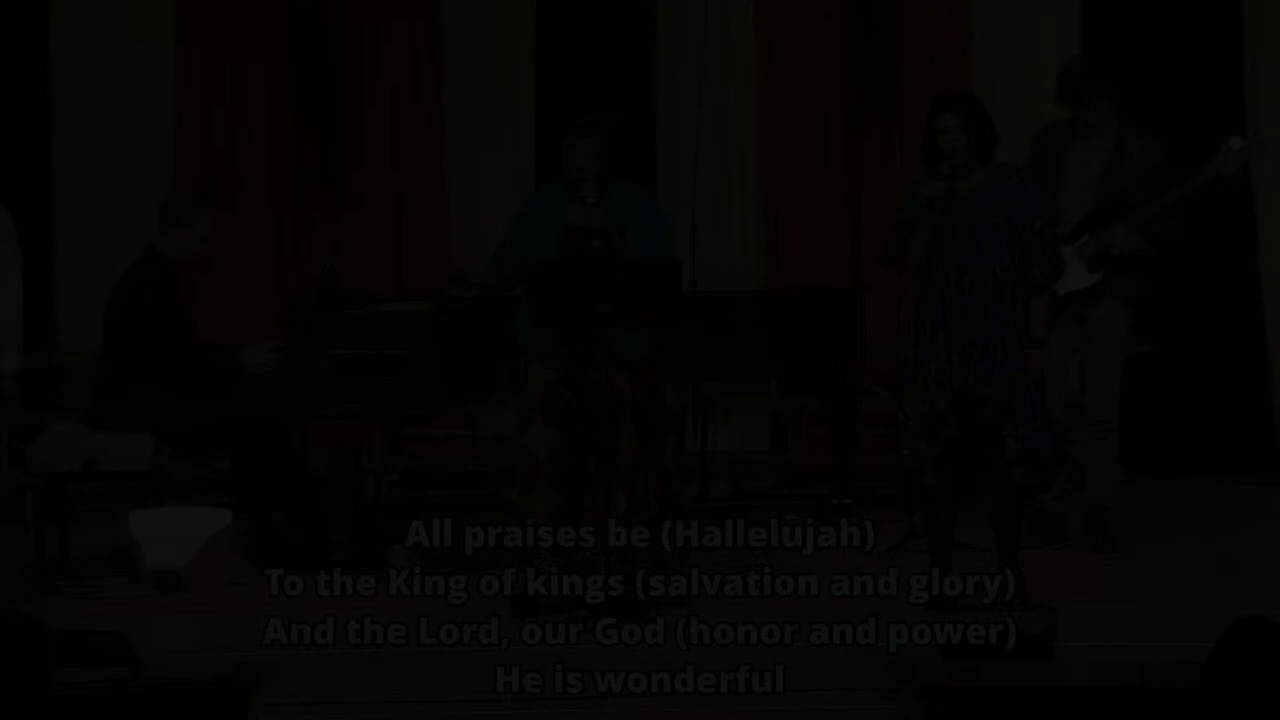 All praises be (Hallelujah)
To the King of kings (salvation and glory)
And the Lord, our God (honor and power)
He is wonderful